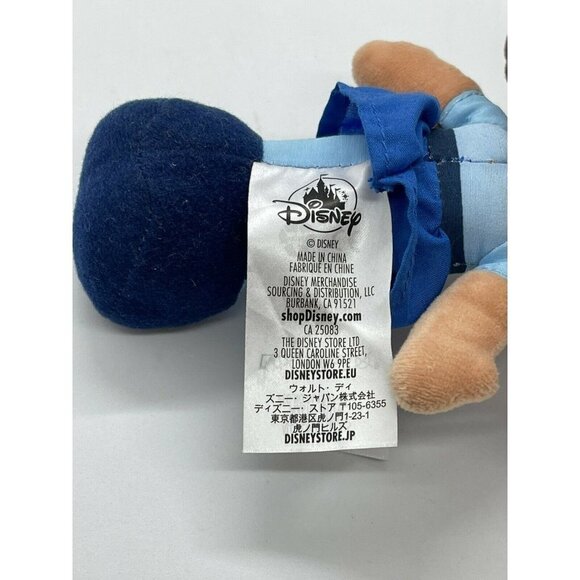 Disney
© DISNEY
MADE IN CHINA
FABRIQUÉ EN CHINE
DISNEY MERCHANDISE
SOURCING & DISTRIBUTION, LLC
BURBANK, CA 91521
shopDisney.com
CA 25083
THE DISNEY STORE LTD
3 QUEEN CAROLINE STREET,
LONDON W6 9PE
DISNEYSTORE.EU
ウォルト・ディ
ズニー・ジャパン株式会社
ディズニー・ストア 〒105-6355
東京都港区虎ノ門1-23-1
虎ノ門ヒルズ
DISNEYSTORE.JP